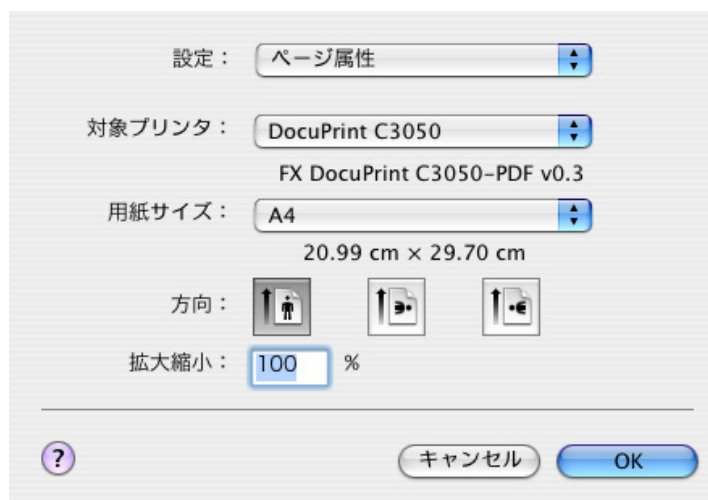 設定： ページ属性
対象プリンタ： DocuPrint C3050
FX DocuPrint C3050-PDF v0.3
用紙サイズ： A4
20.99 cm × 29.70 cm
方向：
拡大縮小： 100 %
? キャンセル OK